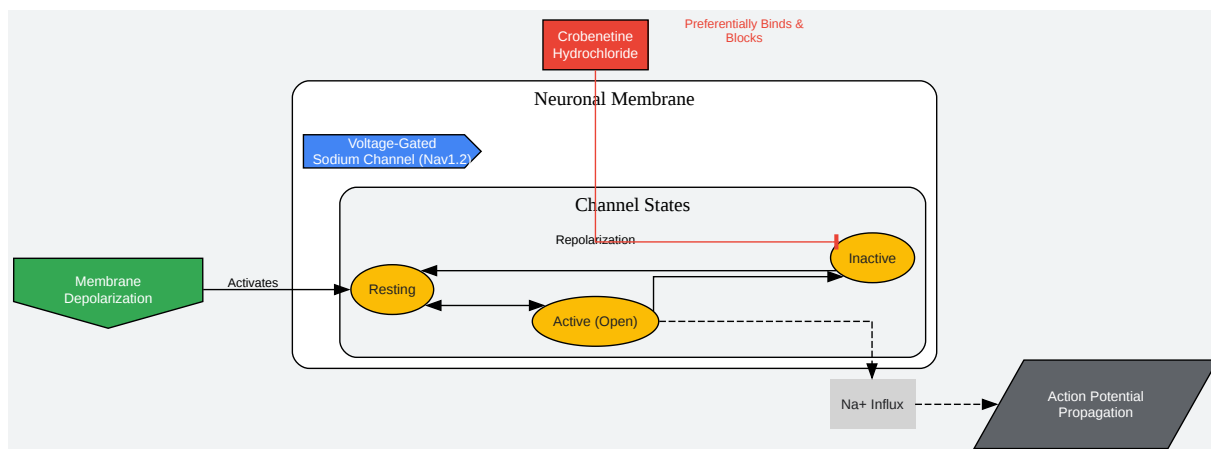 Preferentially Binds &
Blocks
Crobenetine
Hydrochloride
Neuronal Membrane
Voltage-Gated
Sodium Channel (Nav1.2)
Channel States
Repolarization
Inactive
Membrane
Depolarization
Activates
Resting
Active (Open)
Na+ Influx
Action Potential
Propagation